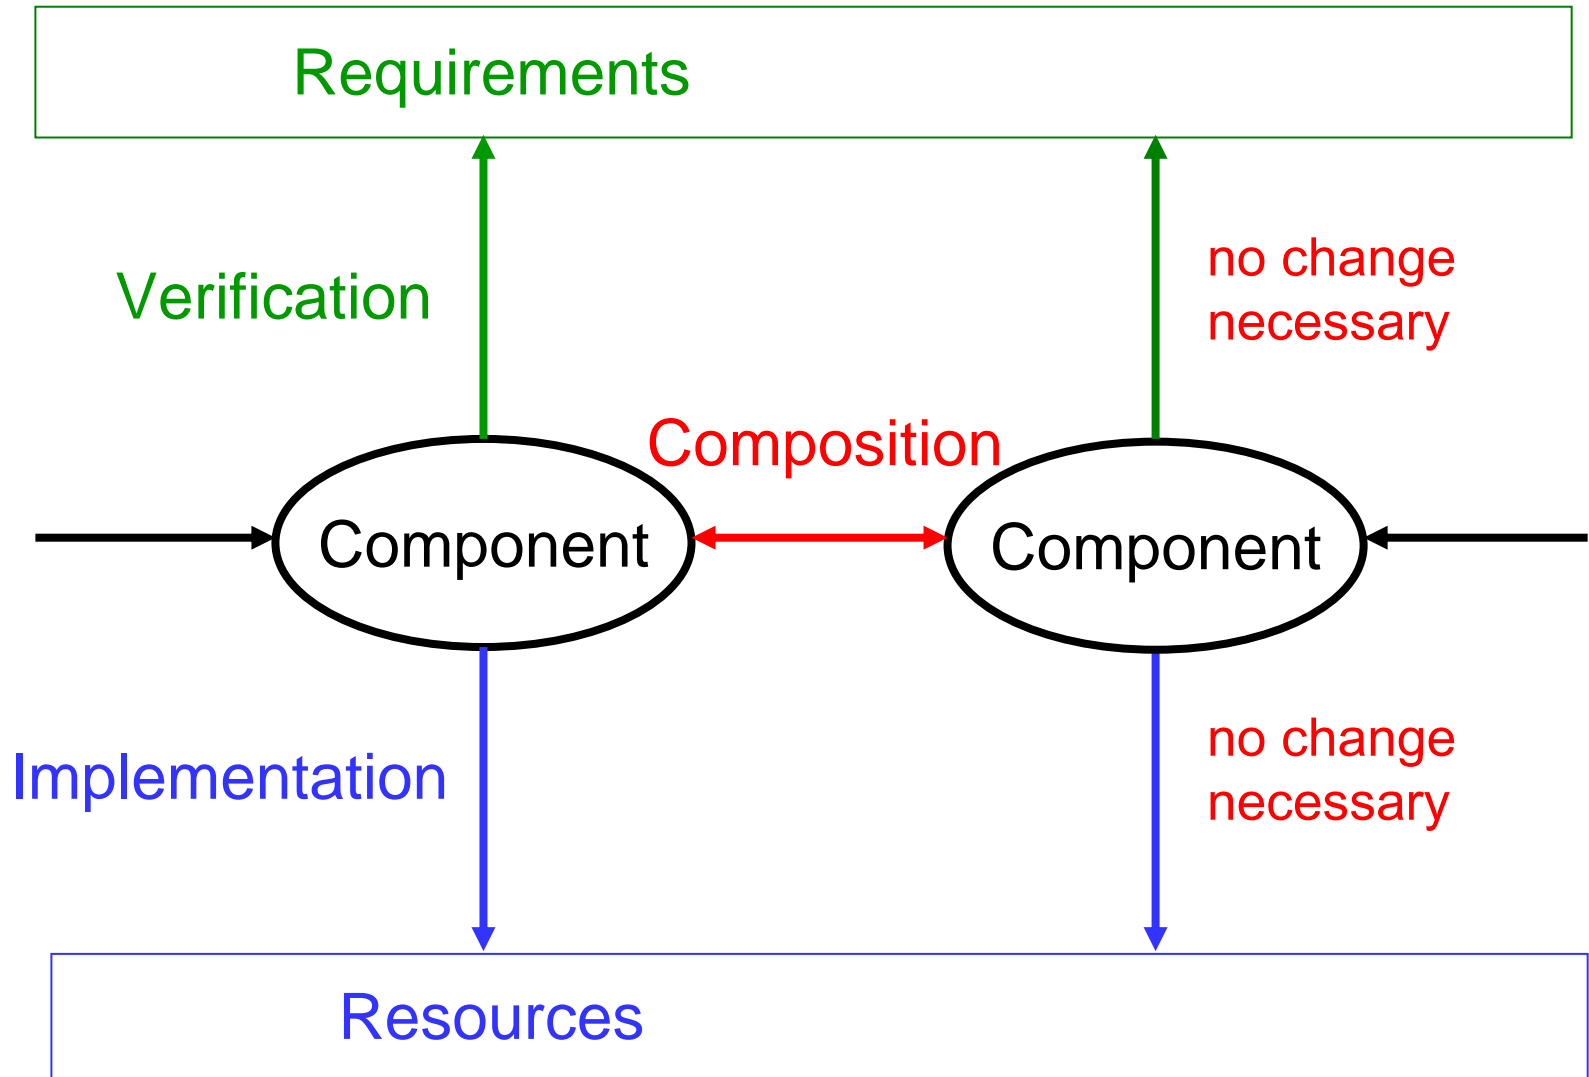 Requirements
Verification
no change
necessary
Composition
Component
Component
Implementation
no change
necessary
Resources